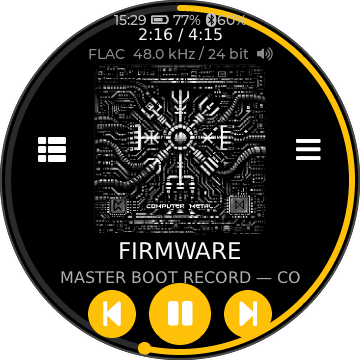 15:29 77% 60%
2:16 / 4:15
FLAC 48.0 kHz / 24 bit
COMPUTER METAL
FIRMWARE
MASTER BOOT RECORD — CO